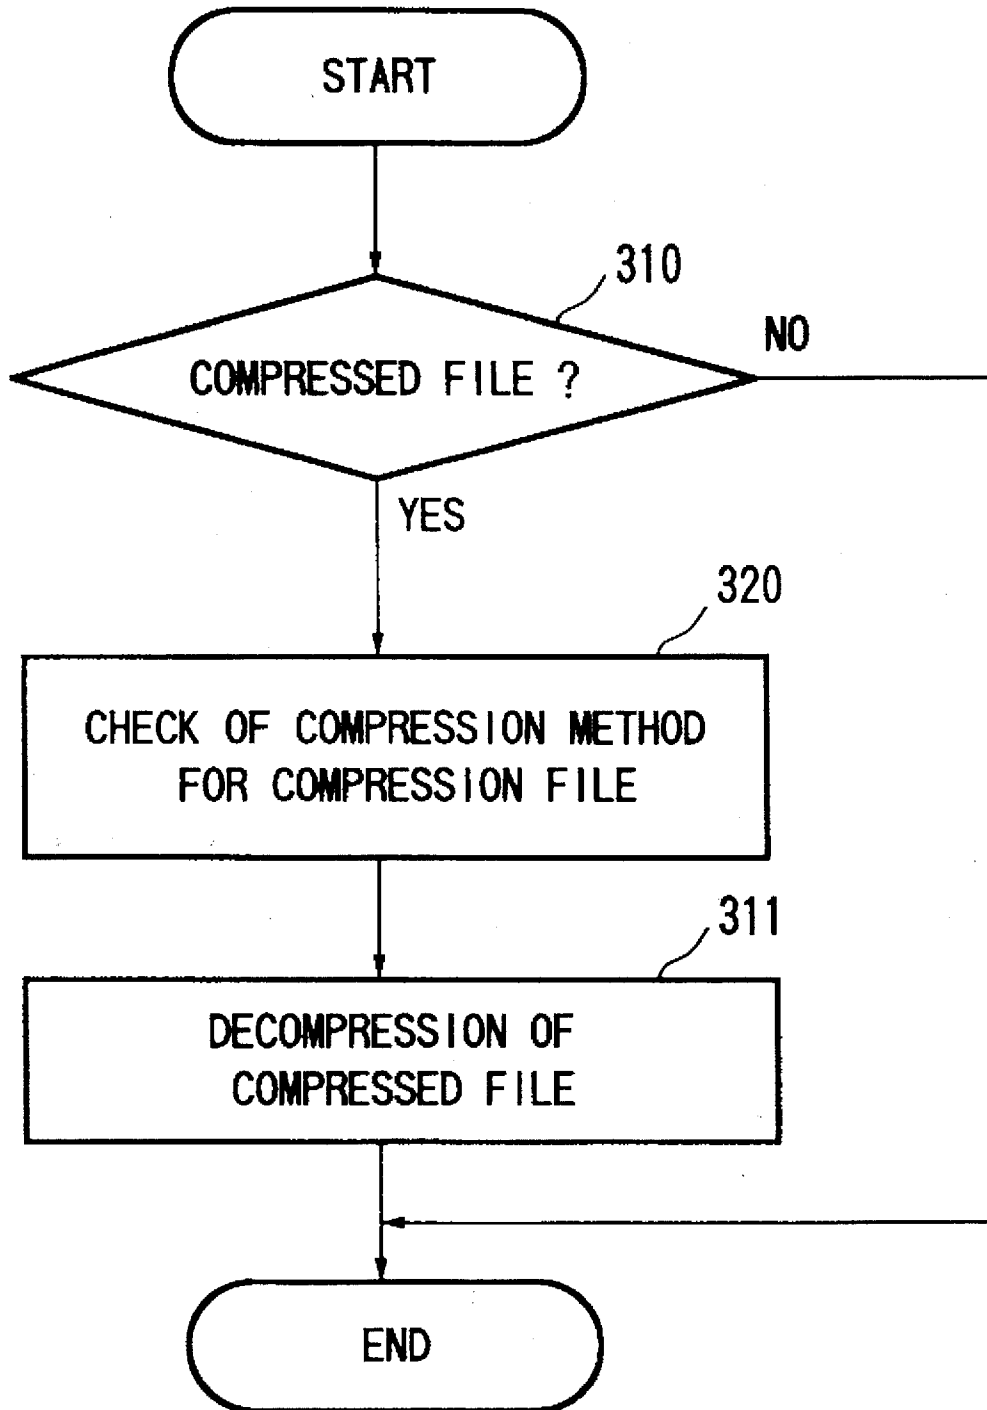 START
310
NO
COMPRESSED FILE ?
YES
320
CHECK OF COMPRESSION METHOD
FOR COMPRESSION FILE
311
DECOMPRESSION OF
COMPRESSED FILE
END